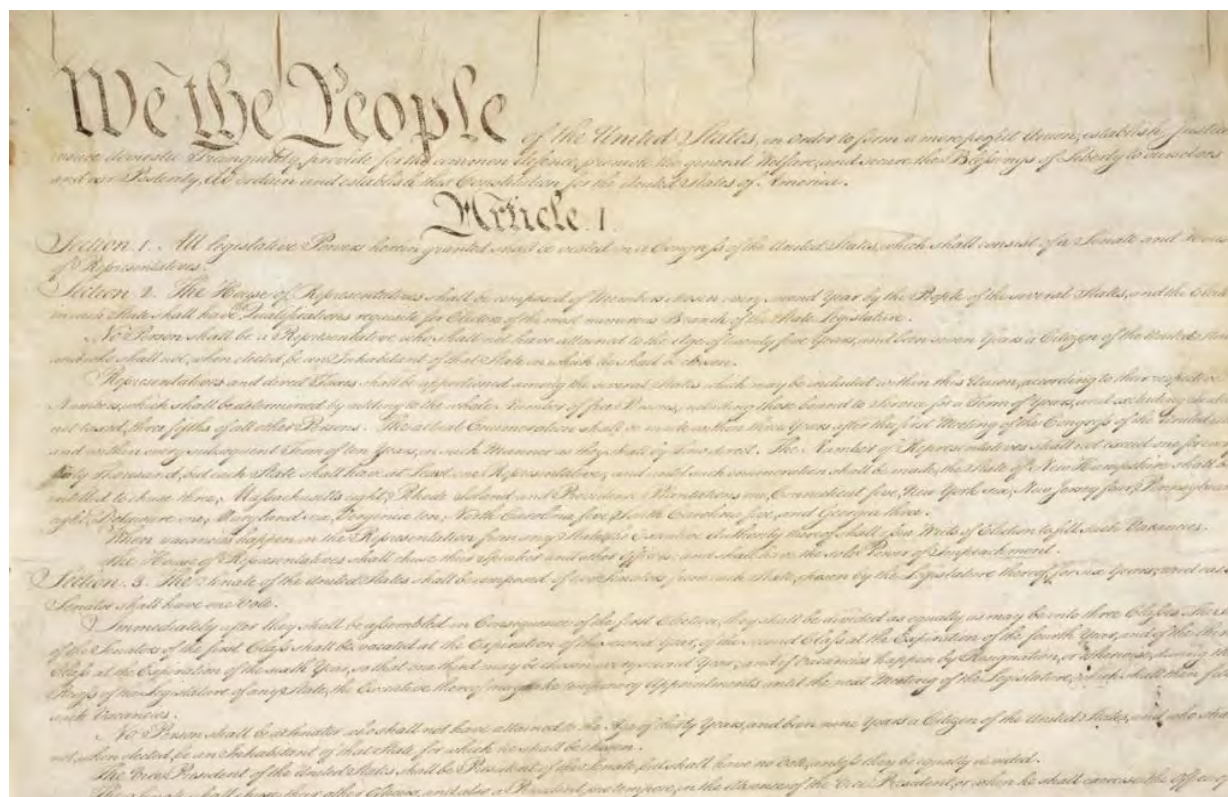 We the People of the United States, in Order to form a more perfect Union, establish Justice,
insure domestic Tranquility, provide for the common defence, promote the general Welfare, and secure the Blessings of Liberty to ourselves
and our Posterity, do ordain and establish this Constitution for the United States of America.
Article. I.
Section. 1. All legislative Powers herein granted shall be vested in a Congress of the United States, which shall consist of a Senate and House
of Representatives.
Section. 2. The House of Representatives shall be composed of Members chosen every second Year by the People of the several States, and the Electors
in each State shall have the Qualifications requisite for Electors of the most numerous Branch of the State Legislature.
No Person shall be a Representative who shall not have attained to the Age of twenty five Years, and been seven Years a Citizen of the United States,
and who shall not, when elected, be an Inhabitant of that State in which he shall be chosen.
Representatives and direct Taxes shall be apportioned among the several States which may be included within this Union, according to their respective
Numbers, which shall be determined by adding to the whole Number of free Persons, including those bound to Service for a Term of Years, and excluding Indians
not taxed, three fifths of all other Persons. The actual Enumeration shall be made within three Years after the first Meeting of the Congress of the United States,
and within every subsequent Term of ten Years, in such Manner as they shall by Law direct. The Number of Representatives shall not exceed one for every
thirty Thousand, but each State shall have at Least one Representative; and until such enumeration shall be made, the State of New Hampshire shall be
entitled to chuse three, Massachusetts eight, Rhode Island and Providence Plantations one, Connecticut five, New York six, New Jersey four, Pennsylvania
eight, Delaware one, Maryland six, Virginia ten, North Carolina five, South Carolina five, and Georgia three.
When vacancies happen in the Representation from any State, the Executive Authority thereof shall issue Writs of Election to fill such Vacancies.
The House of Representatives shall chuse their Speaker and other Officers; and shall have the sole Power of Impeachment.
Section. 3. The Senate of the United States shall be composed of two Senators from each State, chosen by the Legislature thereof, for six Years; and each
Senator shall have one Vote.
Immediately after they shall be assembled in Consequence of the first Election, they shall be divided as equally as may be into three Classes. The Seats
of the Senators of the first Class shall be vacated at the Expiration of the second Year, of the second Class at the Expiration of the fourth Year, and of the third
Class at the Expiration of the sixth Year, so that one third may be chosen every second Year; and if Vacancies happen by Resignation, or otherwise, during the
Recess of the Legislature of any State, the Executive thereof may make temporary Appointments until the next Meeting of the Legislature, which shall then fill
such Vacancies.
No Person shall be a Senator who shall not have attained to the Age of thirty Years, and been nine Years a Citizen of the United States, and who shall
not, when elected, be an Inhabitant of that State for which he shall be chosen.
The Vice President of the United States shall be President of the Senate, but shall have no Vote, unless they be equally divided.
The Senate shall chuse their other Officers, and also a President pro tempore, in the Absence of the Vice President, or when he shall exercise the Office of